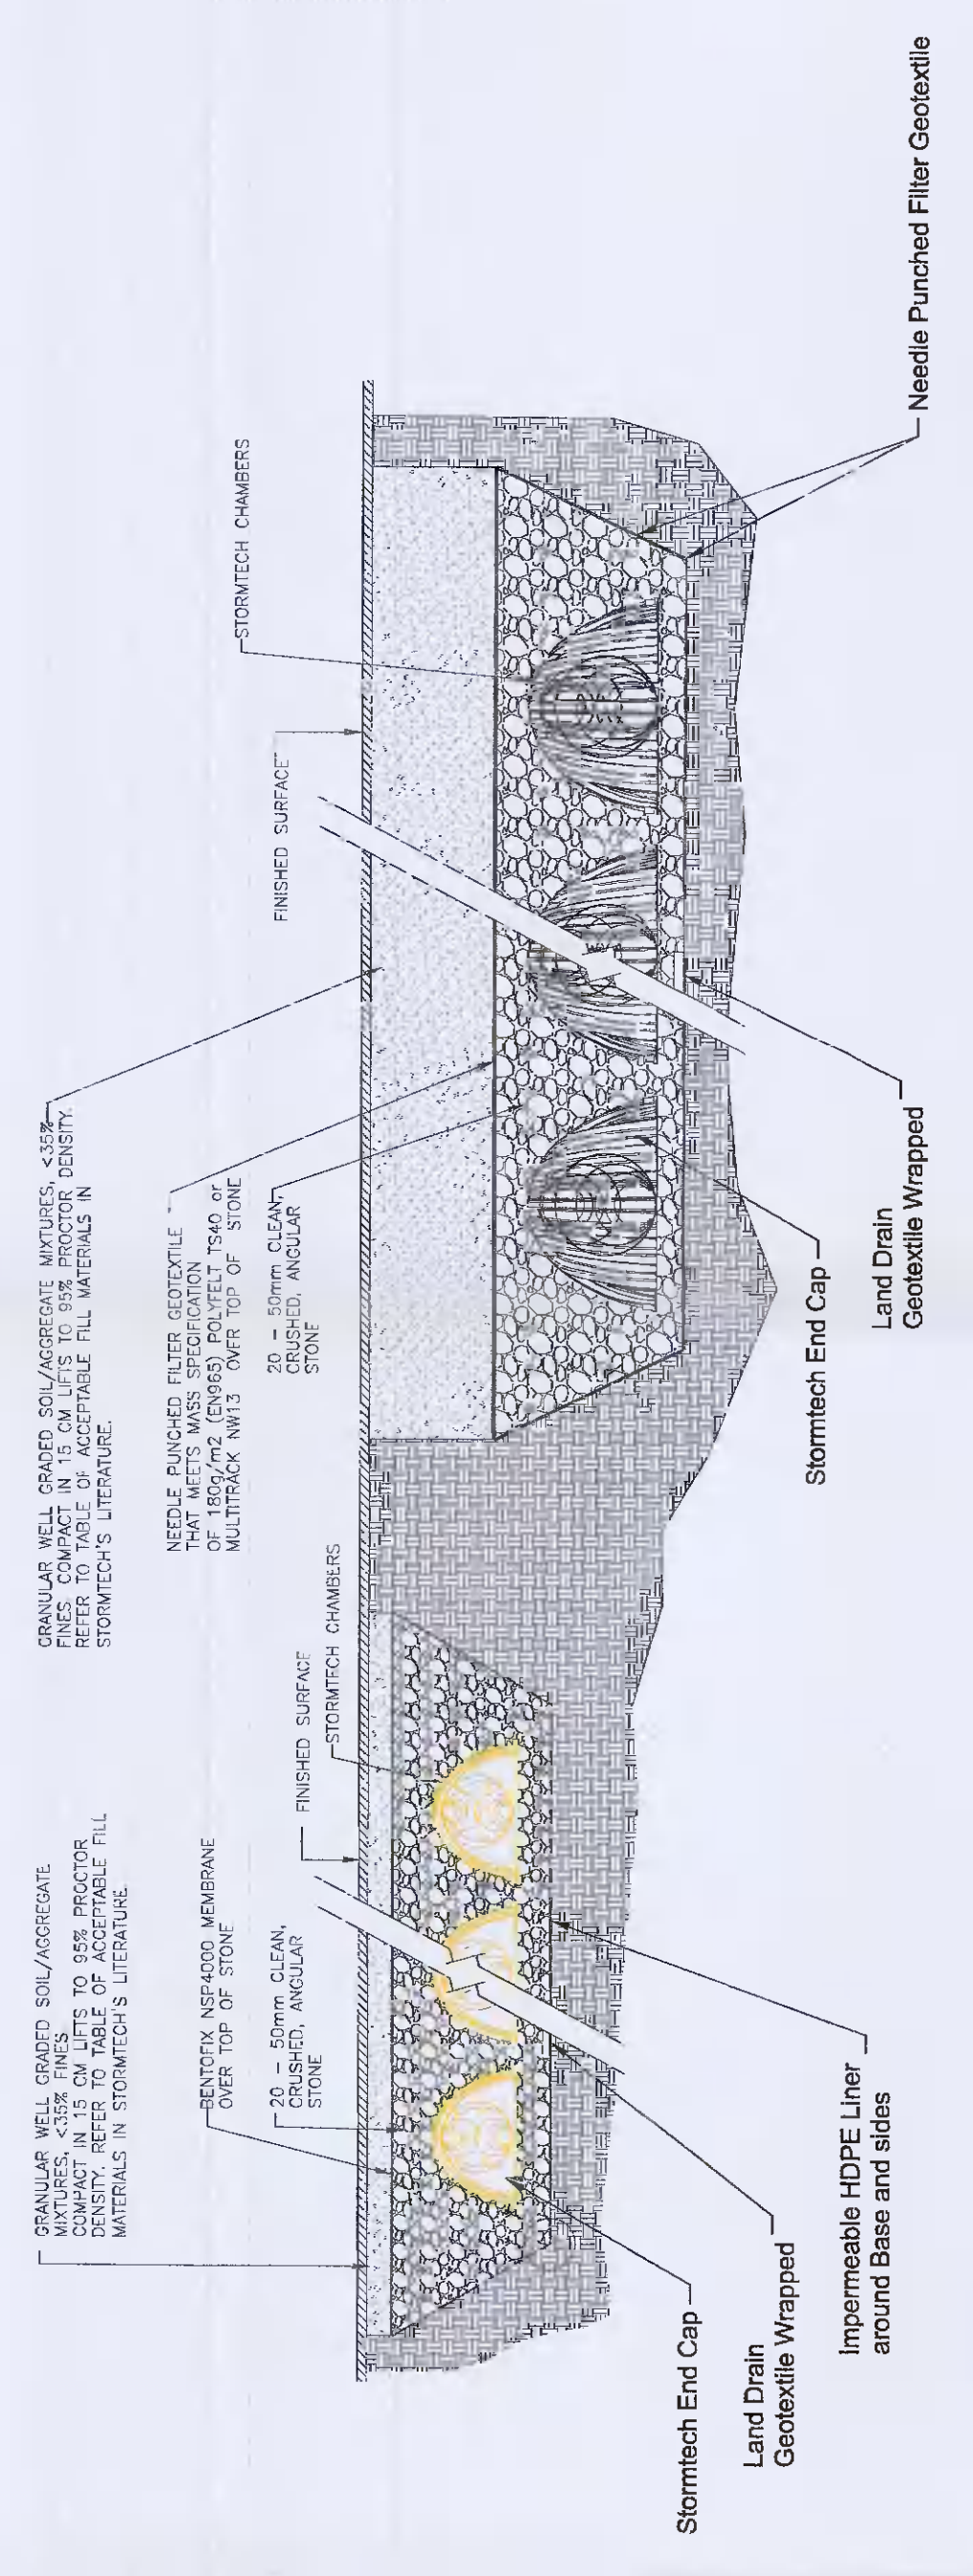 GRANULAR WELL GRADED SOIL/AGGREGATE
MIXTURES, <35% FINES
COMPACT IN 15 CM LIFTS TO 95% PROCTOR
DENSITY. REFER TO TABLE OF ACCEPTABLE FILL
MATERIALS IN STORMTECH'S LITERATURE
BENTOFIX NSP4000 MEMBRANE
OVER TOP OF STONE
20 - 50mm CLEAN,
CRUSHED, ANGULAR
STONE
FINISHED SURFACE
STORMTECH CHAMBERS
Stormtech End Cap
Land Drain
Geotextile Wrapped
Impermeable HDPE Liner
around Base and sides
GRANULAR WELL GRADED SOIL/AGGREGATE MIXTURES, <35%
FINES. COMPACT IN 15 CM LIFTS TO 95% PROCTOR DENSITY.
REFER TO TABLE OF ACCEPTABLE FILL MATERIALS IN
STORMTECH'S LITERATURE.
NEEDLE PUNCHED FILTER GEOTEXTILE
THAT MEETS MASS SPECIFICATION
OF 180g/m2 (EN965) POLYFELT TS40 or
MULTITRACK NW13 OVER TOP OF STONE
20 - 50mm CLEAN,
CRUSHED, ANGULAR
STONE
FINISHED SURFACE
STORMTECH CHAMBERS
Stormtech End Cap
Land Drain
Geotextile Wrapped
Needle Punched Filter Geotextile